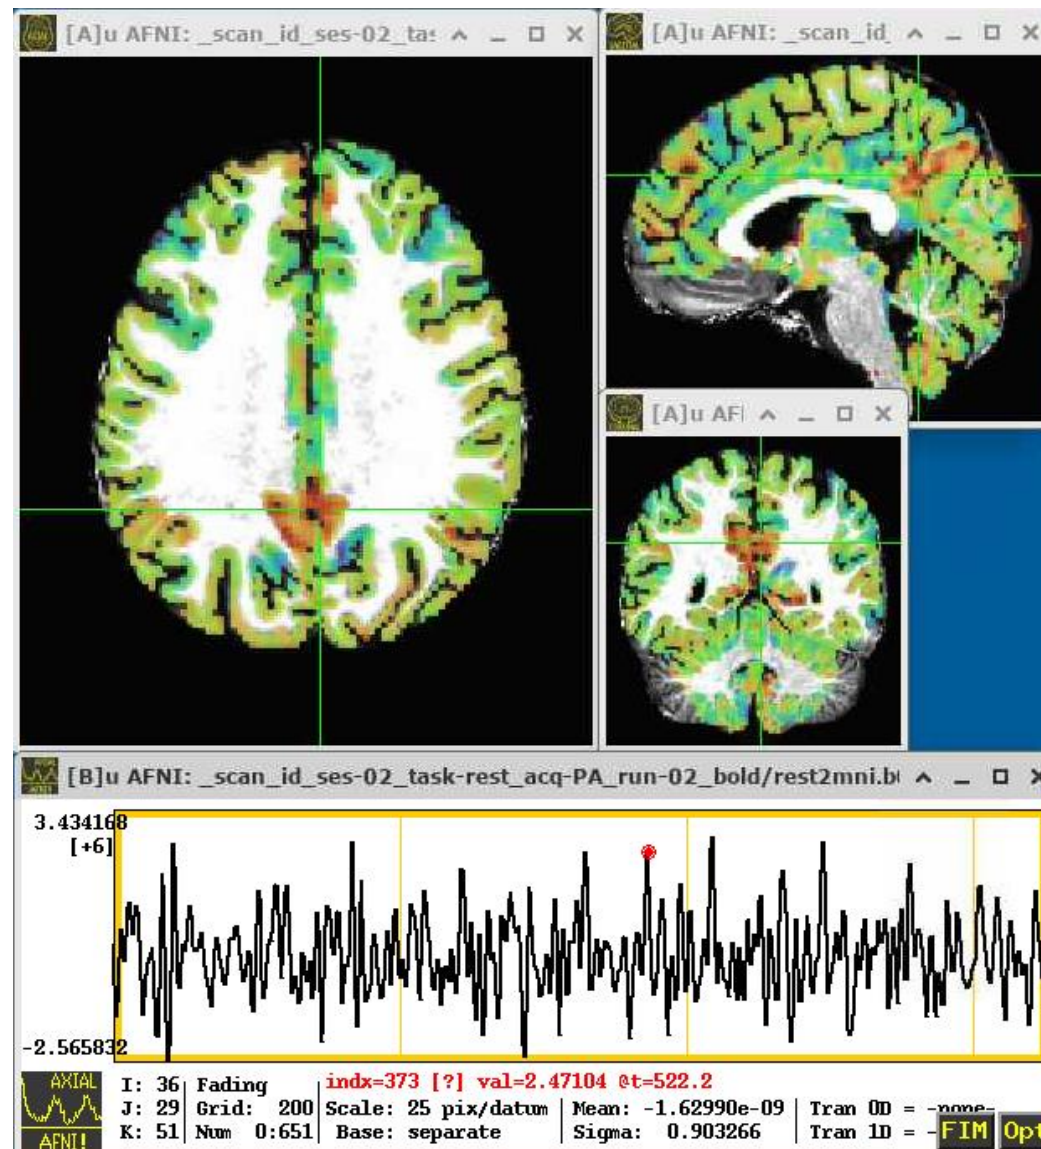 [A]u AFNI: _scan_id_ses-02_ta
[A]u AFNI: _scan_id_
[A]u AF
[B]u AFNI: _scan_id_ses-02_task-rest_acq-PA_run-02_bold/rest2mni.b
3.434168
[+6]
-2.565832
AXIAL
AFNI!
I: 36 Fading indx=373 [?] val=2.47104 @t=522.2
J: 29 Grid: 200 Scale: 25 pix/datum Mean: -1.62990e-09 Tran 0D = -none-
K: 51 Num 0:651 Base: separate Sigma: 0.903266 Tran 1D = -
FIM Opt